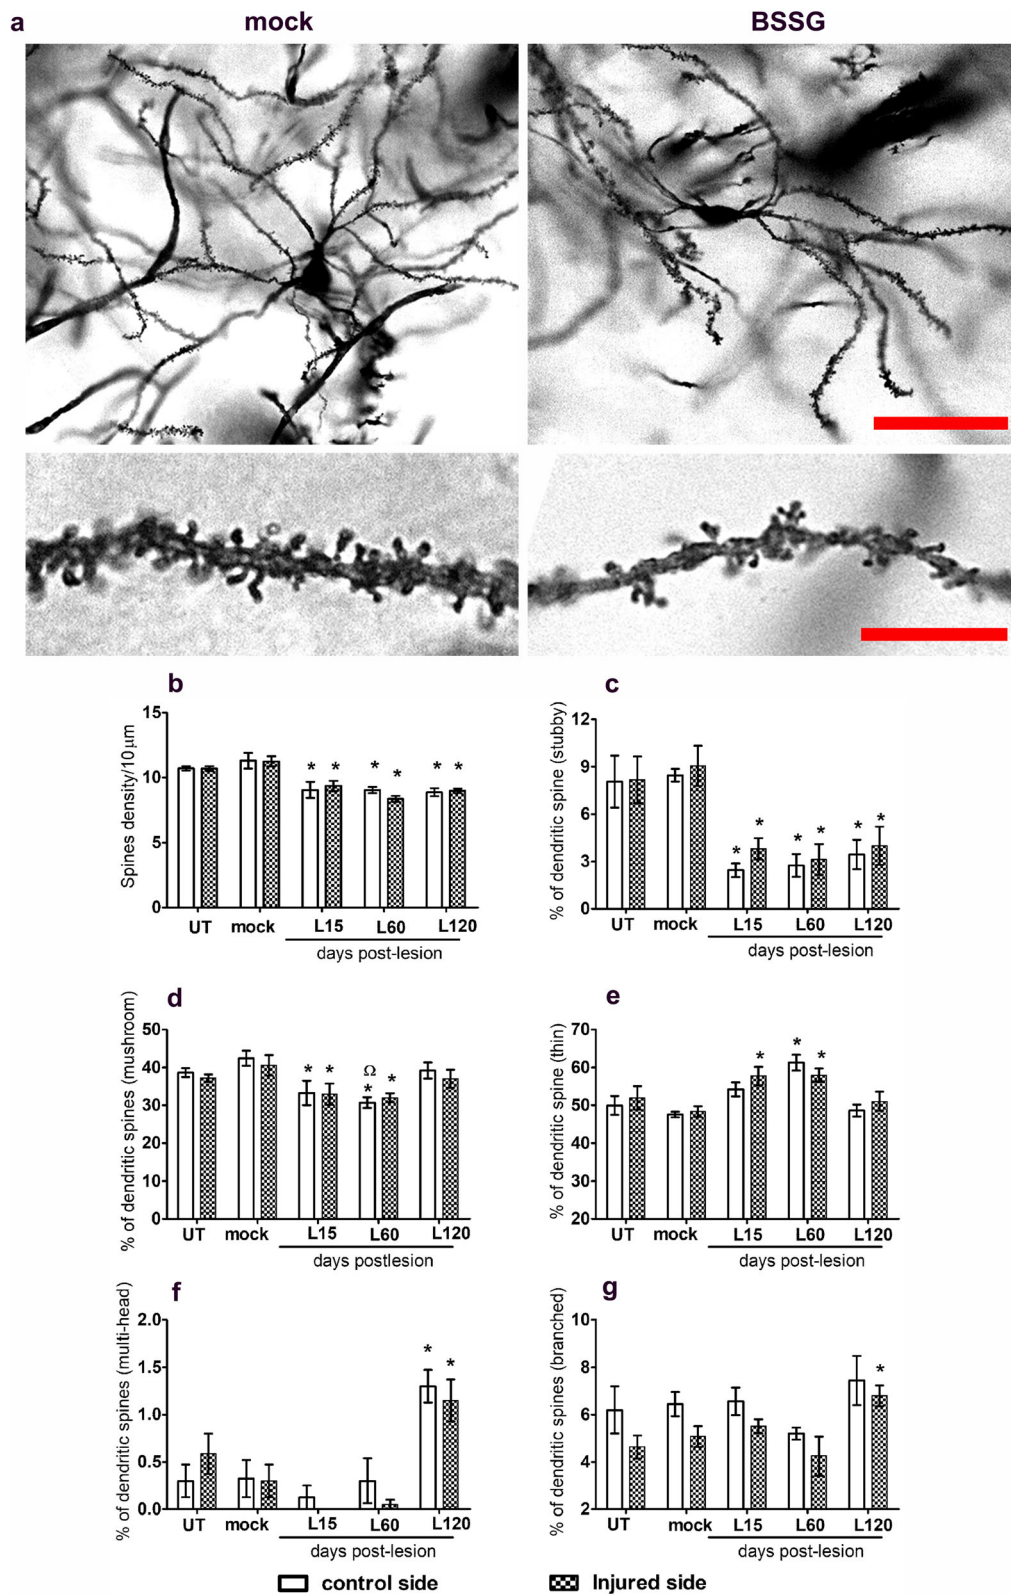 a
mock
BSSG
b
Spines density/10µm
15
10
5
0
* * * * * *
UT mock L15 L60 L120
days post-lesion
c
% of dendritic spine (stubby)
12
9
6
3
0
* * * * * *
UT mock L15 L60 L120
days post-lesion
d
% of dendritic spines (mushroom)
50
40
30
20
10
0
Ω
* * * *
UT mock L15 L60 L120
days postlesion
e
% of dendritic spine (thin)
70
60
50
40
30
20
* * *
UT mock L15 L60 L120
days post-lesion
f
% of dendritic spines (multi-head)
2.0
1.5
1.0
0.5
0.0
* *
UT mock L15 L60 L120
days post-lesion
g
% of dendritic spines (branched)
10
8
6
4
2
*
UT mock L15 L60 L120
days post-lesion
control side
Injured side